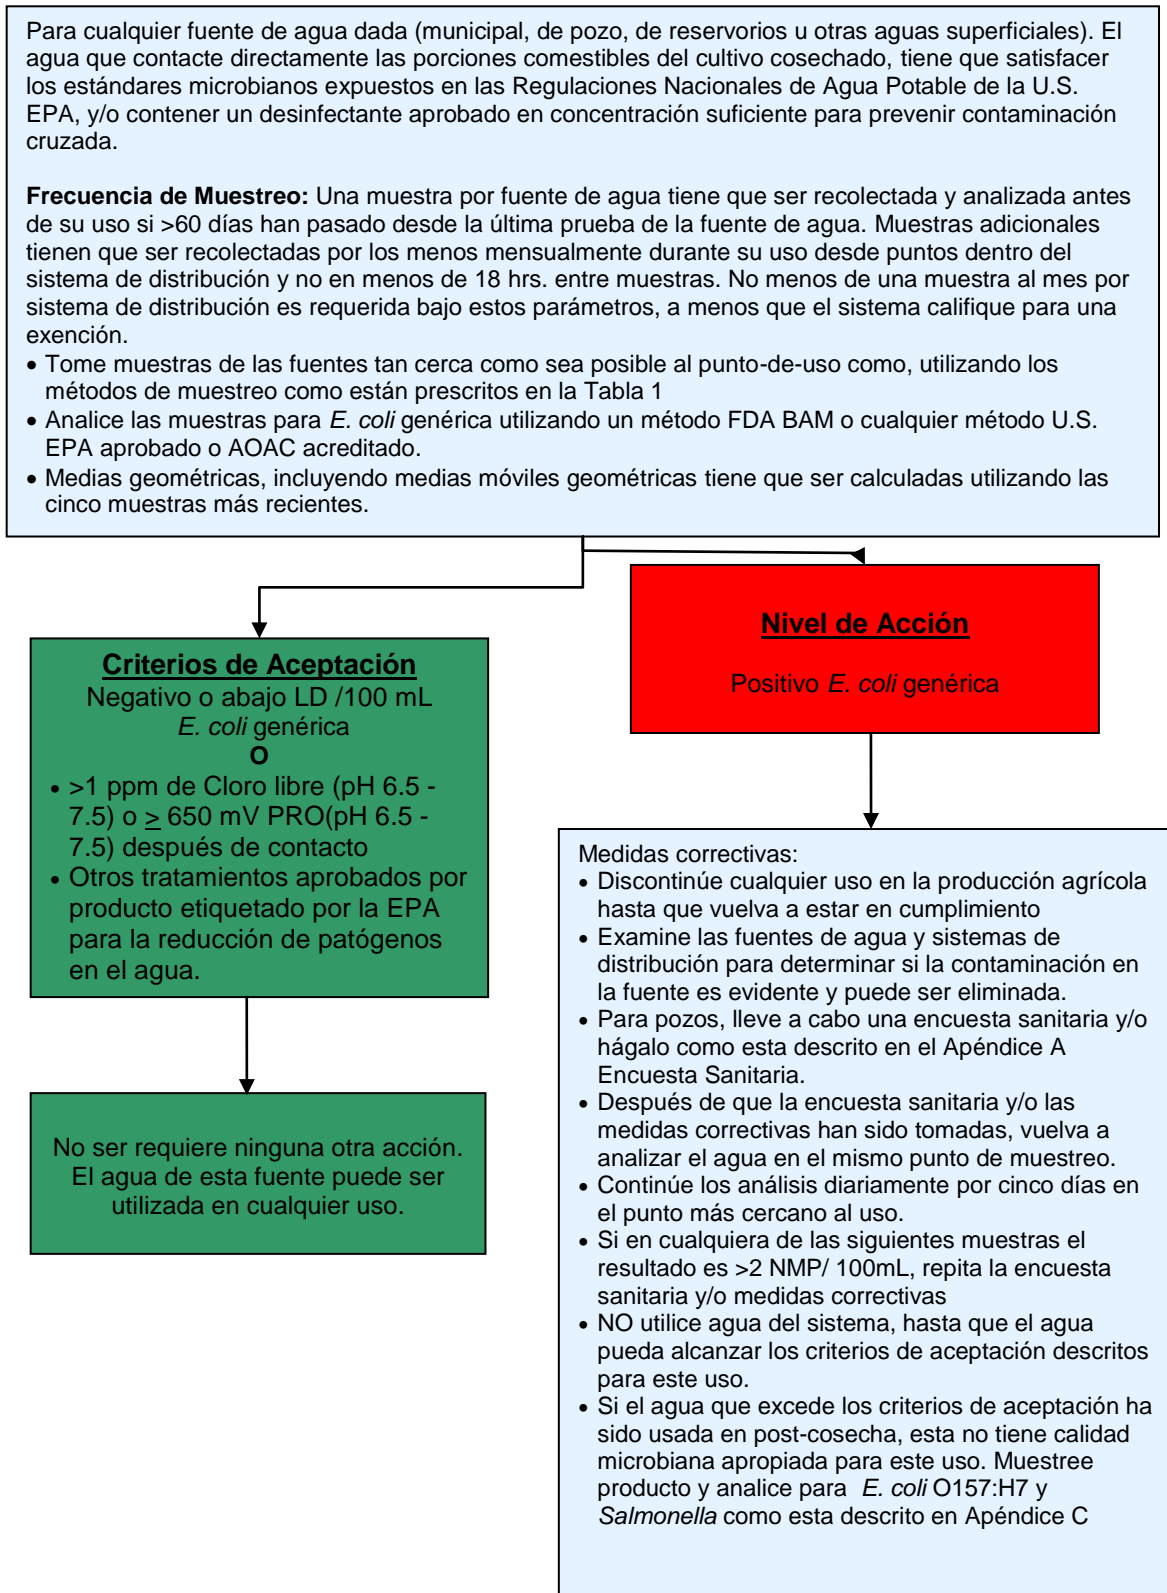 Para cualquier fuente de agua dada (municipal, de pozo, de reservorios u otras aguas superficiales). El
agua que contacte directamente las porciones comestibles del cultivo cosechado, tiene que satisfacer
los estándares microbianos expuestos en las Regulaciones Nacionales de Agua Potable de la U.S.
EPA, y/o contener un desinfectante aprobado en concentración suficiente para prevenir contaminación
cruzada.
Frecuencia de Muestreo: Una muestra por fuente de agua tiene que ser recolectada y analizada antes
de su uso si >60 días han pasado desde la última prueba de la fuente de agua. Muestras adicionales
tienen que ser recolectadas por los menos mensualmente durante su uso desde puntos dentro del
sistema de distribución y no en menos de 18 hrs. entre muestras. No menos de una muestra al mes por
sistema de distribución es requerida bajo estos parámetros, a menos que el sistema califique para una
exención.
• Tome muestras de las fuentes tan cerca como sea posible al punto-de-uso como, utilizando los
métodos de muestreo como están prescritos en la Tabla 1
• Analice las muestras para E. coli genérica utilizando un método FDA BAM o cualquier método U.S.
EPA aprobado o AOAC acreditado.
• Medias geométricas, incluyendo medias móviles geométricas tiene que ser calculadas utilizando las
cinco muestras más recientes.
Nivel de Acción
Positivo E. coli genérica
Criterios de Aceptación
Negativo o abajo LD /100 mL
E. coli genérica
O
• >1 ppm de Cloro libre (pH 6.5 -
7.5) o ≥ 650 mV PRO(pH 6.5 -
7.5) después de contacto
• Otros tratamientos aprobados por
producto etiquetado por la EPA
para la reducción de patógenos
en el agua.
No ser requiere ninguna otra acción.
El agua de esta fuente puede ser
utilizada en cualquier uso.
Medidas correctivas:
• Discontinúe cualquier uso en la producción agrícola
hasta que vuelva a estar en cumplimiento
• Examine las fuentes de agua y sistemas de
distribución para determinar si la contaminación en
la fuente es evidente y puede ser eliminada.
• Para pozos, lleve a cabo una encuesta sanitaria y/o
hágalo como esta descrito en el Apéndice A
Encuesta Sanitaria.
• Después de que la encuesta sanitaria y/o las
medidas correctivas han sido tomadas, vuelva a
analizar el agua en el mismo punto de muestreo.
• Continúe los análisis diariamente por cinco días en
el punto más cercano al uso.
• Si en cualquiera de las siguientes muestras el
resultado es >2 NMP/ 100mL, repita la encuesta
sanitaria y/o medidas correctivas
• NO utilice agua del sistema, hasta que el agua
pueda alcanzar los criterios de aceptación descritos
para este uso.
• Si el agua que excede los criterios de aceptación ha
sido usada en post-cosecha, esta no tiene calidad
microbiana apropiada para este uso. Muestree
producto y analice para E. coli O157:H7 y
Salmonella como esta descrito en Apéndice C